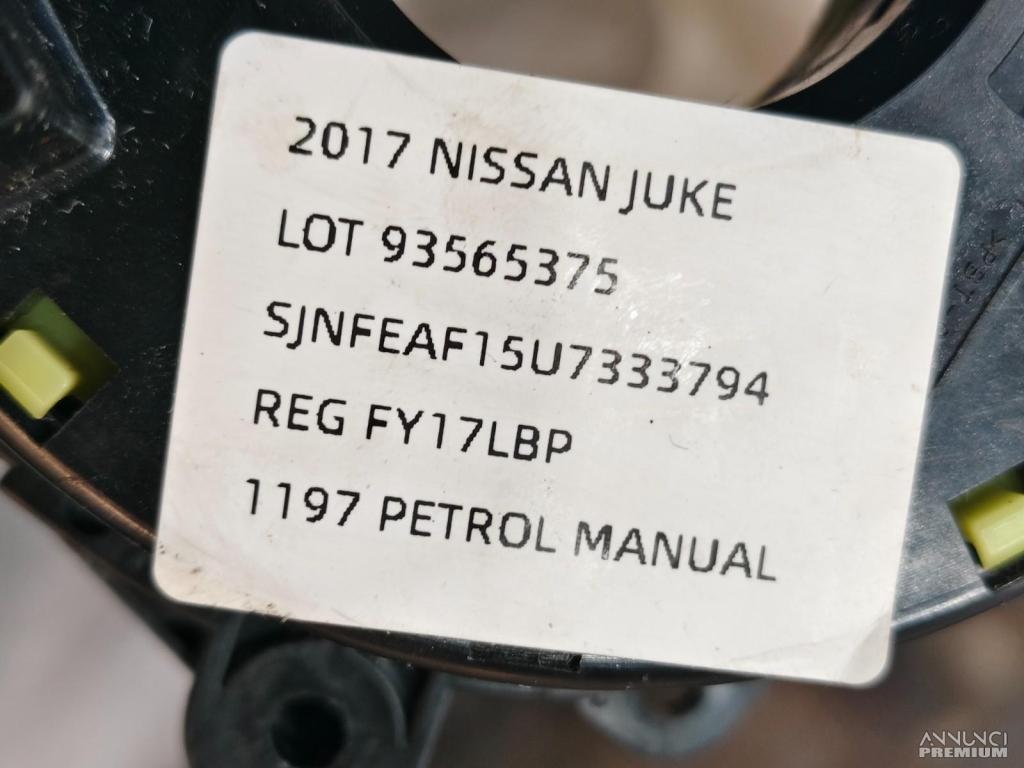 2017 NISSAN JUKE
LOT 93565375
SJNFEAF15U7333794
REG FY17LBP
1197 PETROL MANUAL
ANNUNCI
PREMIUM